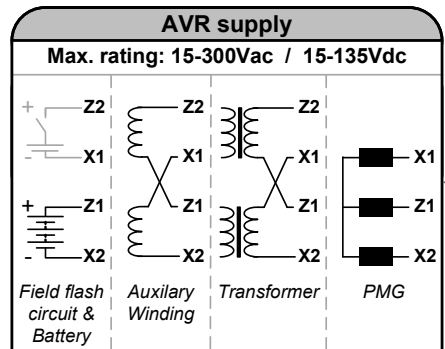 AVR supply
Max. rating: 15-300Vac / 15-135Vdc
+ Z2 Z2 Z2
- X1 X1 X1 X1
+ Z1 Z1 Z1 Z1
- X2 X2 X2 X2
Field flash circuit & Battery
Auxilary Winding
Transformer
PMG